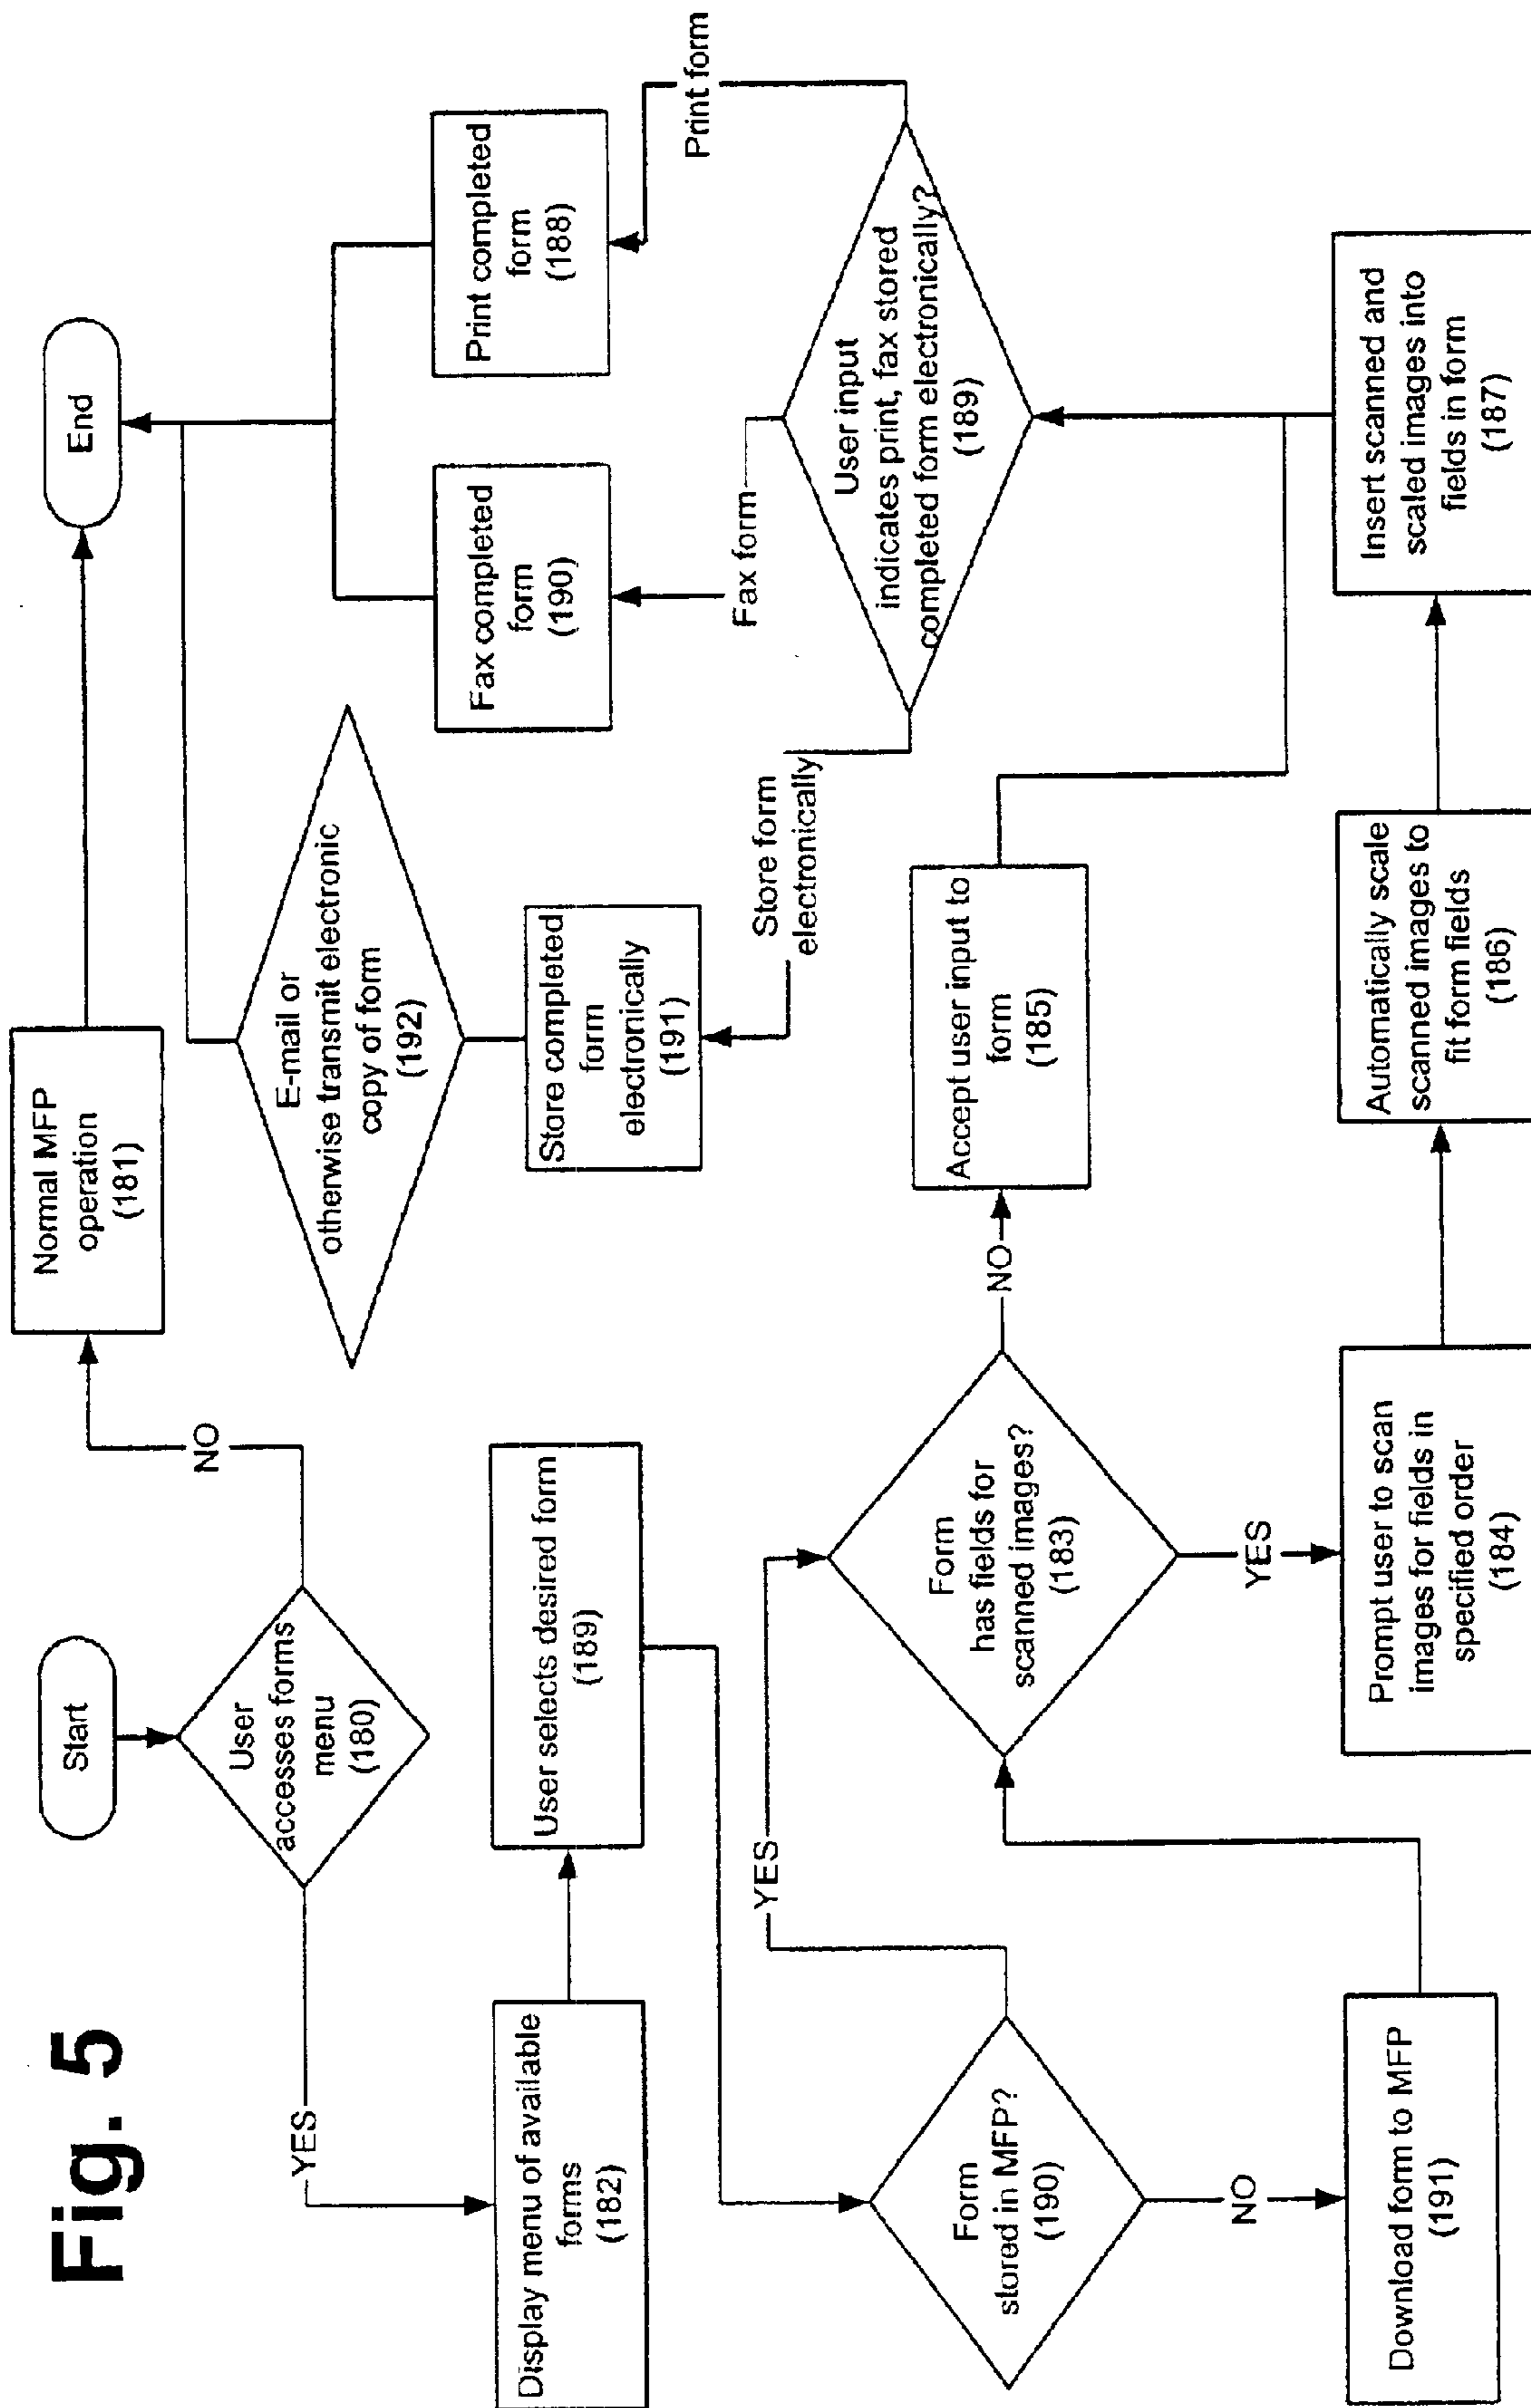 Fig. 5
Start
User
accesses forms
menu
(180)
NO
Normal MFP
operation
(181)
End
YES
Display menu of available
forms
(182)
User selects desired form
(189)
Form
stored in MFP?
(190)
YES
NO
Download form to MFP
(191)
Form
has fields for
scanned images?
(183)
NO
Accept user input to
form
(185)
YES
Prompt user to scan
images for fields in
specified order
(184)
Automatically scale
scanned images to
fit form fields
(186)
Insert scanned and
scaled images into
fields in form
(187)
User input
indicates print, fax stored
completed form electronically?
(189)
Store form
electronically
Store completed
form
electronically
(191)
E-mail or
otherwise transmit electronic
copy of form
(192)
Fax form
Fax completed
form
(190)
Print form
Print completed
form
(188)